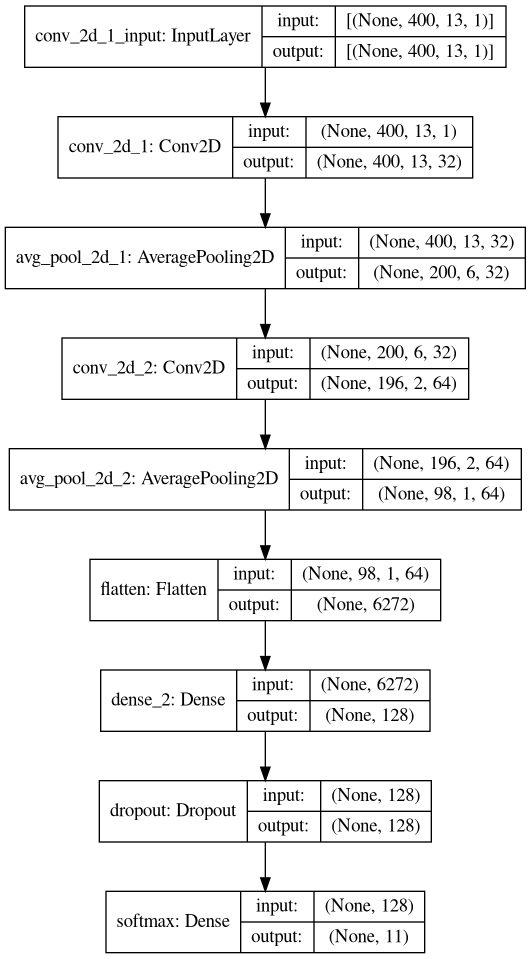 conv_2d_1_input: InputLayer
input: [(None, 400, 13, 1)]
output: [(None, 400, 13, 1)]
conv_2d_1: Conv2D
input: (None, 400, 13, 1)
output: (None, 400, 13, 32)
avg_pool_2d_1: AveragePooling2D
input: (None, 400, 13, 32)
output: (None, 200, 6, 32)
conv_2d_2: Conv2D
input: (None, 200, 6, 32)
output: (None, 196, 2, 64)
avg_pool_2d_2: AveragePooling2D
input: (None, 196, 2, 64)
output: (None, 98, 1, 64)
flatten: Flatten
input: (None, 98, 1, 64)
output: (None, 6272)
dense_2: Dense
input: (None, 6272)
output: (None, 128)
dropout: Dropout
input: (None, 128)
output: (None, 128)
softmax: Dense
input: (None, 128)
output: (None, 11)